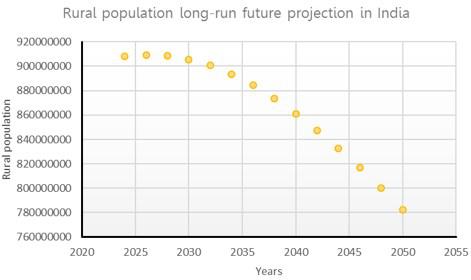 Rural population long-run future projection in India
920000000
900000000
880000000
860000000
840000000
820000000
800000000
780000000
760000000
Rural population
2020 2025 2030 2035 2040 2045 2050 2055
Years